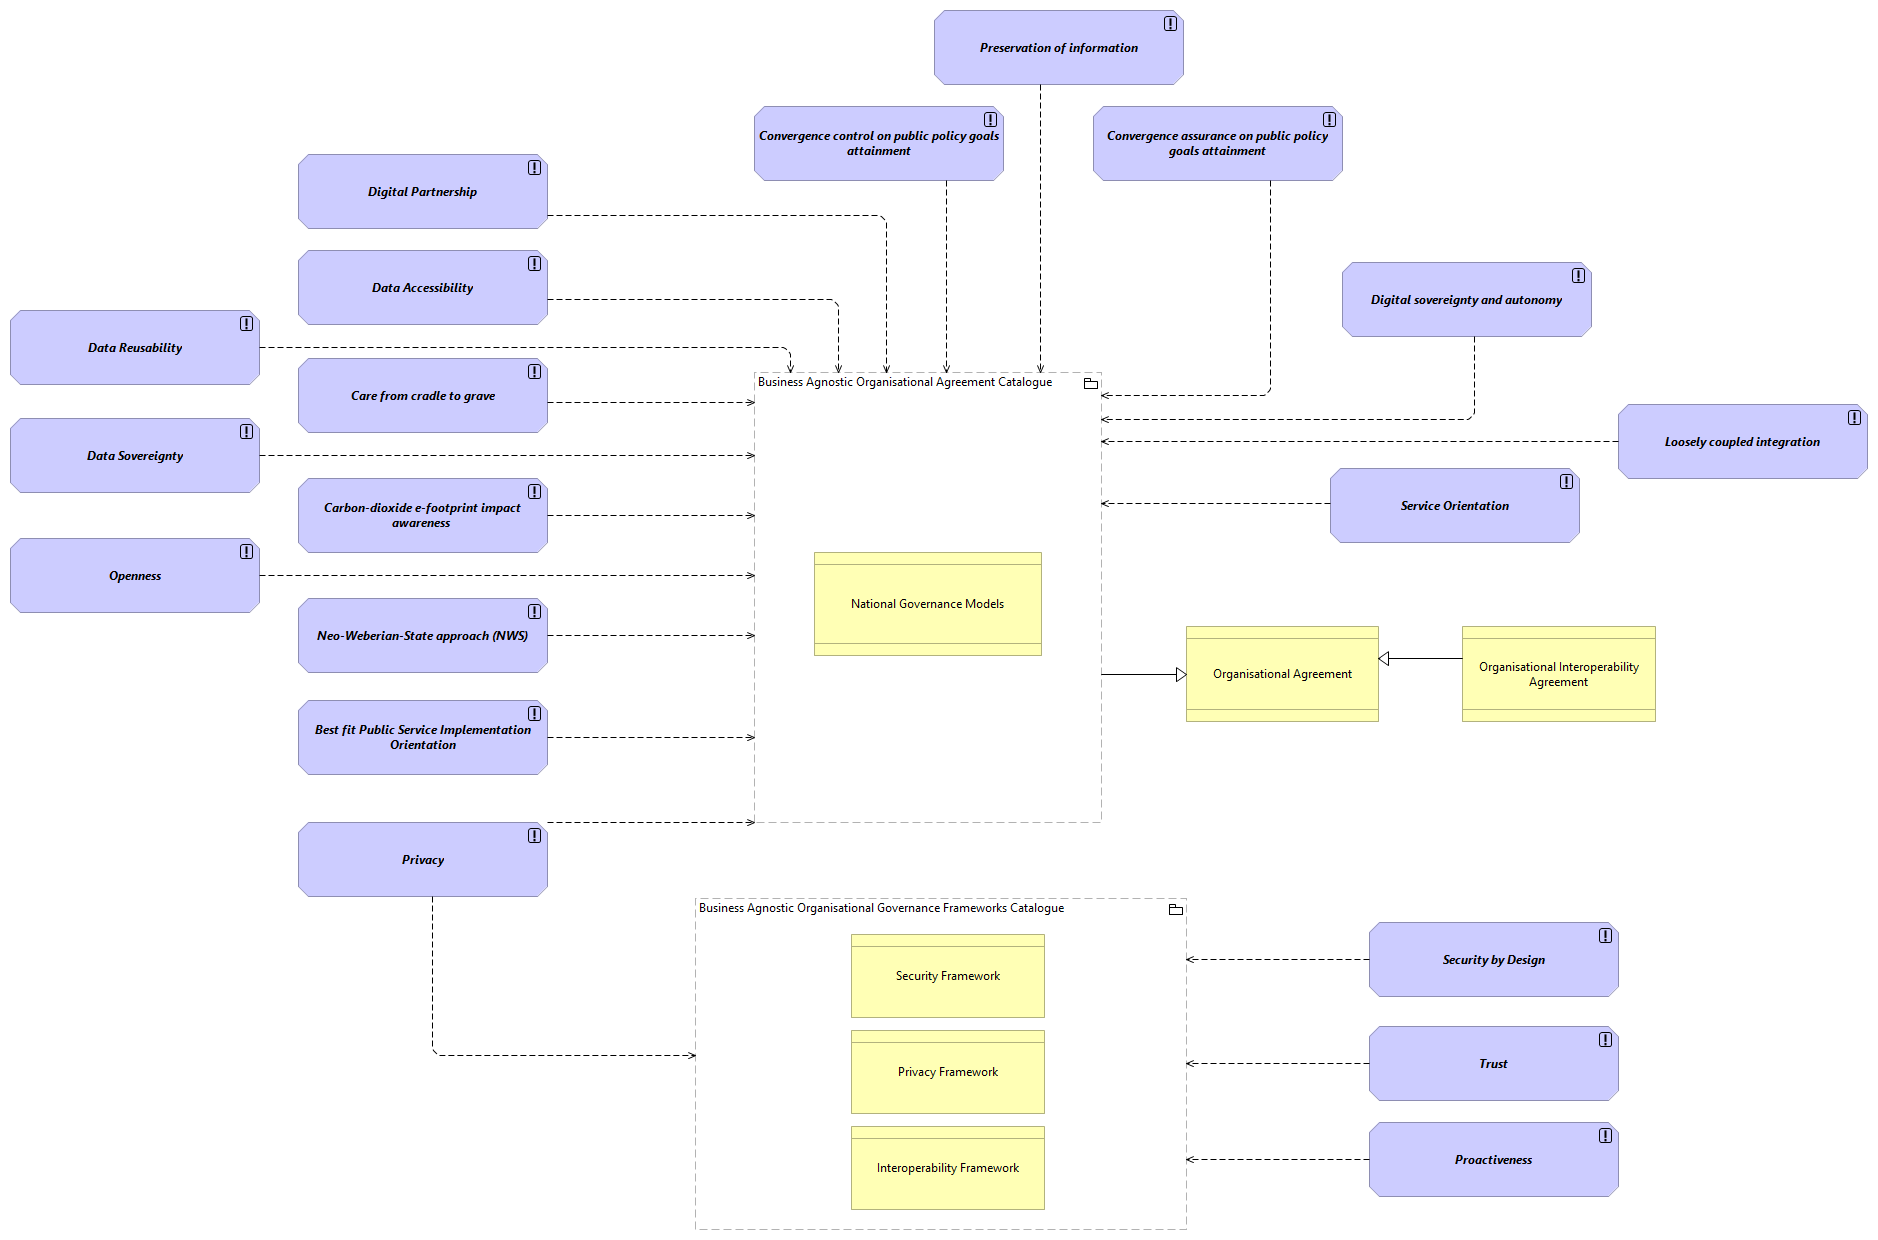 Preservation of information
Convergence control on public policy goals
attainment
Convergence assurance on public policy
goals attainment
Digital Partnership
Data Accessibility
Digital sovereignty and autonomy
Data Reusability
Business Agnostic Organisational Agreement Catalogue
Care from cradle to grave
Loosely coupled integration
Data Sovereignty
Service Orientation
Carbon-dioxide e-footprint impact
awareness
Openness
National Governance Models
Neo-Weberian-State approach (NWS)
Organisational Agreement
Organisational Interoperability
Agreement
Best fit Public Service Implementation
Orientation
Privacy
Business Agnostic Organisational Governance Frameworks Catalogue
Security Framework
Security by Design
Privacy Framework
Trust
Interoperability Framework
Proactiveness